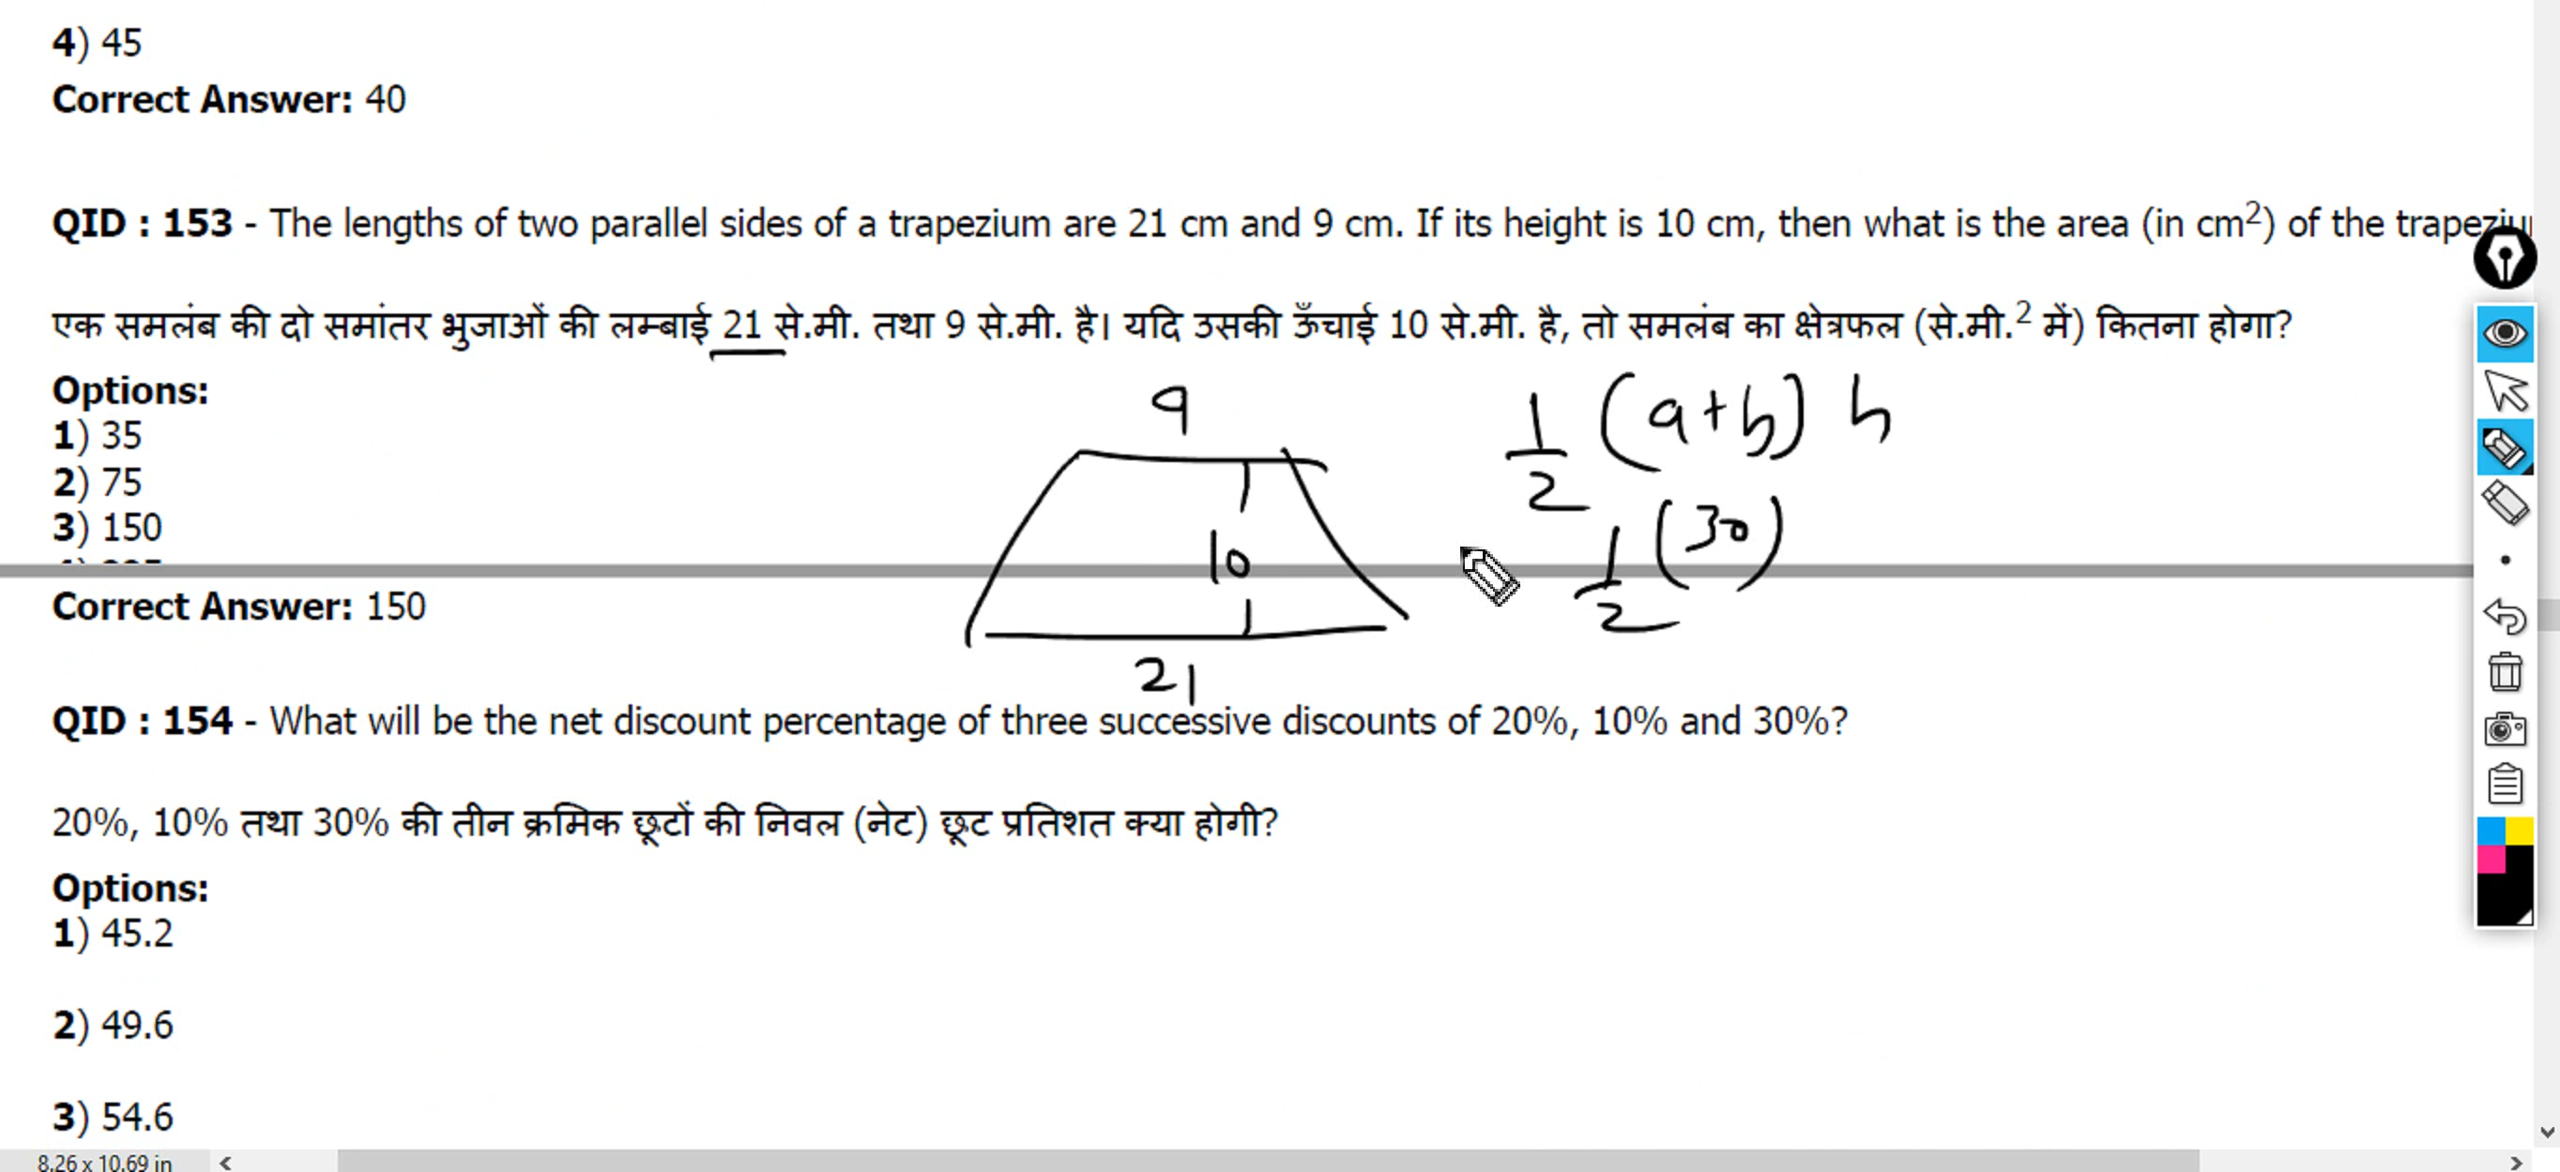 4) 45
Correct Answer: 40
QID : 153 - The lengths of two parallel sides of a trapezium are 21 cm and 9 cm. If its height is 10 cm, then what is the area (in cm²) of the
एक समलंब की दो समांतर भुजाओं की लम्बाई 21 से.मी. तथा 9 से.मी. है। यदि उसकी ऊँचाई 10 से.मी. है, तो समलंब का क्षेत्रफल (से.मी.² में) कितना होगा?
Options:
1) 35
2) 75
3) 150
9
10
21
1/2 (a+b) h
1/2 (30)
Correct Answer: 150
QID : 154 - What will be the net discount percentage of three successive discounts of 20%, 10% and 30%?
20%, 10% तथा 30% की तीन क्रमिक छूटों की निवल (नेट) छूट प्रतिशत क्या होगी?
Options:
1) 45.2
2) 49.6
3) 54.6
8.26 x 10.69 in